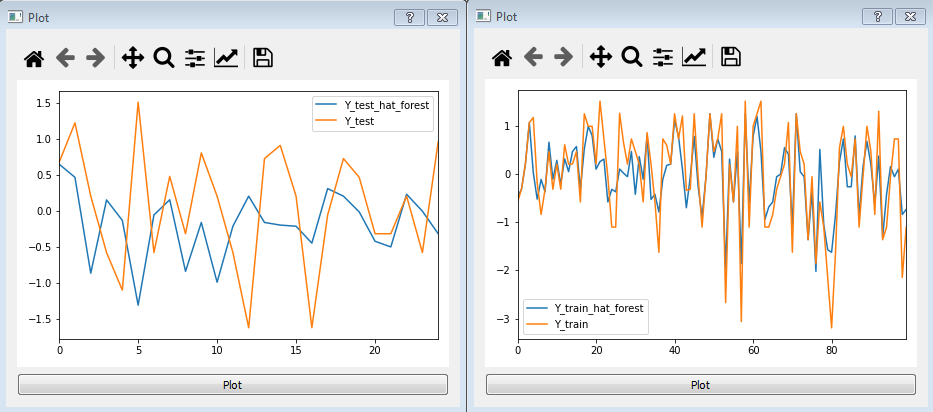 Plot
Y_test_hat_forest
Y_test
1.5
1.0
0.5
0.0
−0.5
−1.0
−1.5
0 5 10 15 20
Plot
Plot
1
0
−1
−2
−3
Y_train_hat_forest
Y_train
0 20 40 60 80
Plot